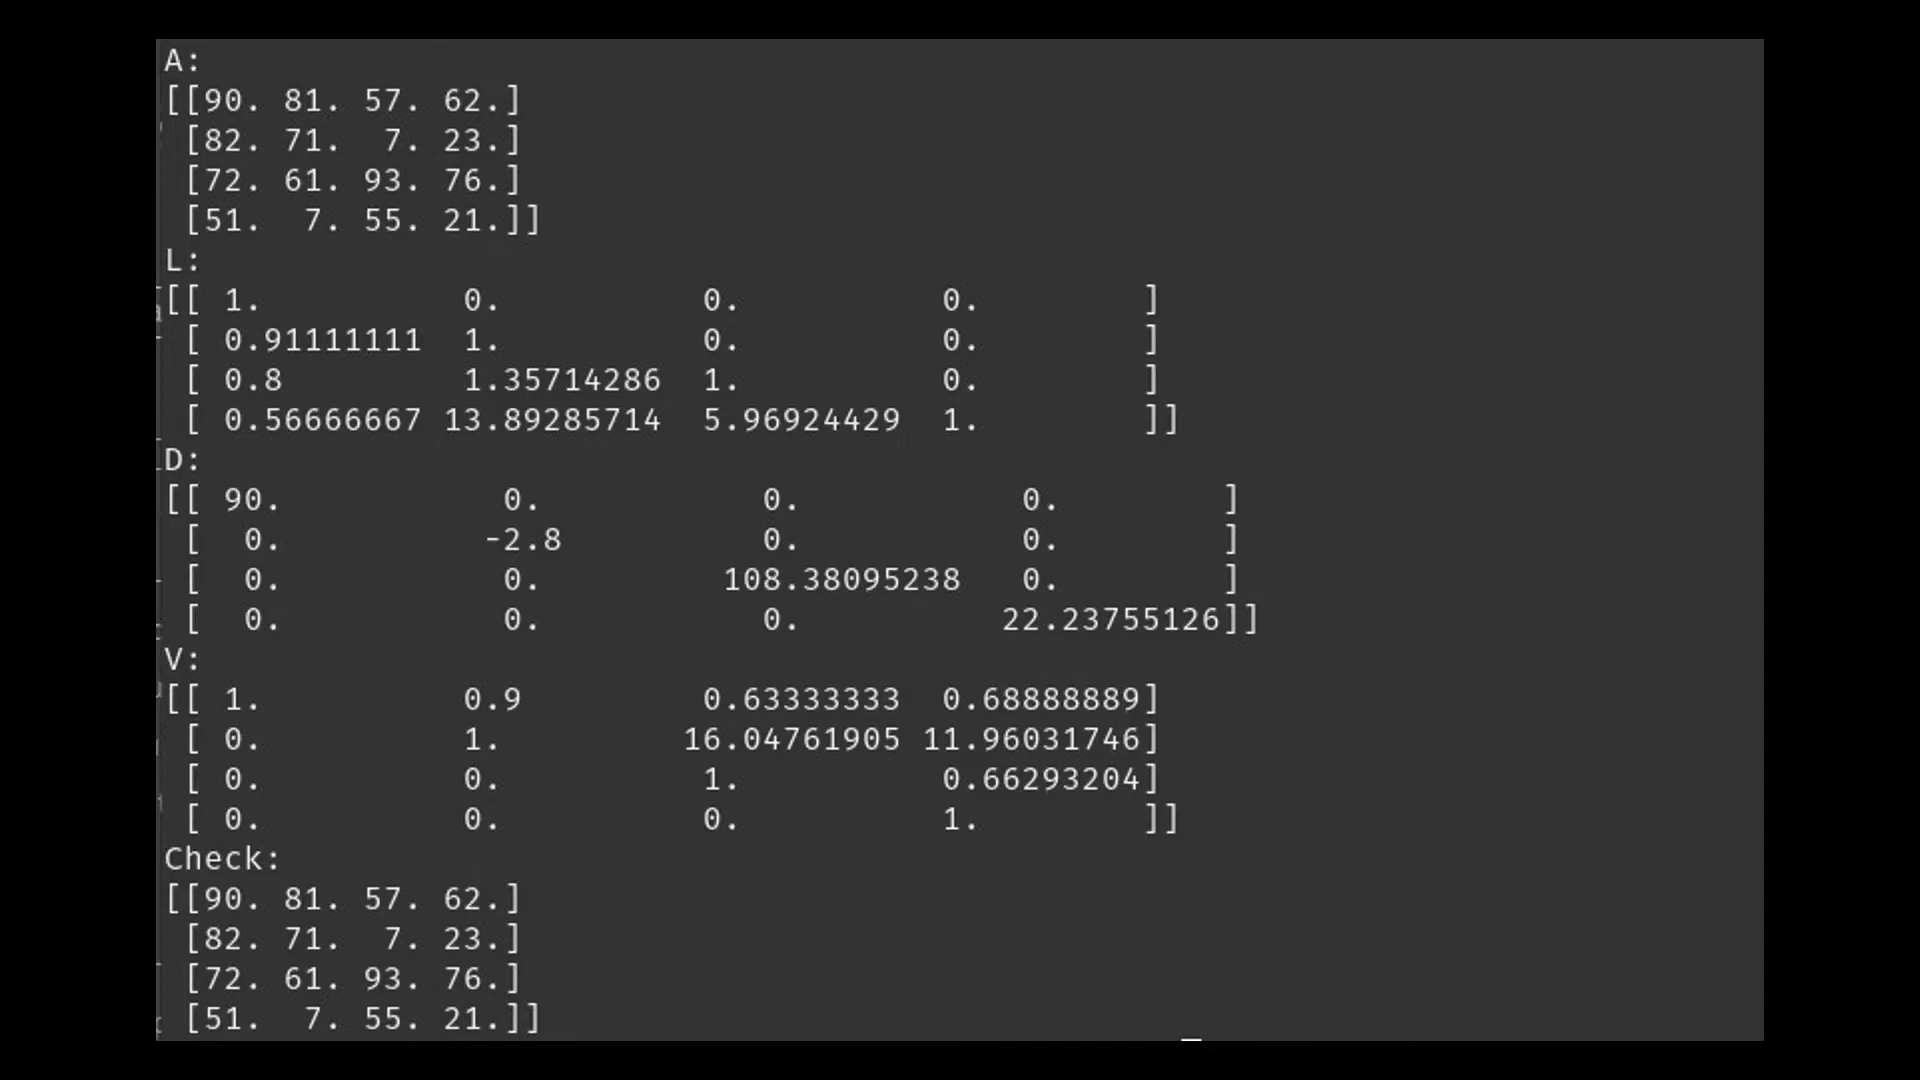 A:
[[90. 81. 57. 62.]
 [82. 71.  7. 23.]
 [72. 61. 93. 76.]
 [51.  7. 55. 21.]]
L:
[[ 1.          0.          0.          0.        ]
 [ 0.91111111  1.          0.          0.        ]
 [ 0.8         1.35714286  1.          0.        ]
 [ 0.56666667 13.89285714  5.96924429  1.        ]]
D:
[[ 90.           0.           0.           0.        ]
 [  0.          -2.8          0.           0.        ]
 [  0.           0.         108.38095238   0.        ]
 [  0.           0.           0.          22.23755126]]
V:
[[ 1.          0.9         0.63333333  0.68888889]
 [ 0.          1.         16.04761905 11.96031746]
 [ 0.          0.          1.          0.66293204]
 [ 0.          0.          0.          1.        ]]
Check:
[[90. 81. 57. 62.]
 [82. 71.  7. 23.]
 [72. 61. 93. 76.]
 [51.  7. 55. 21.]]